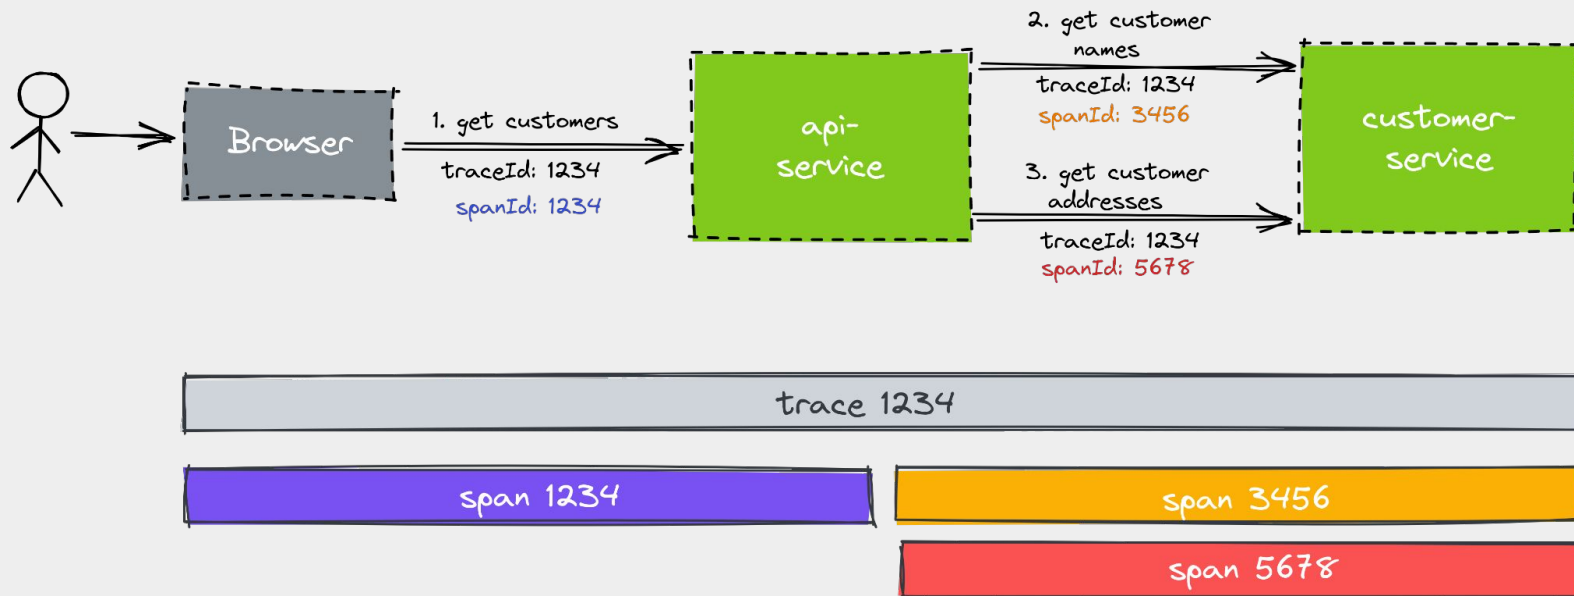 Browser
1. get customers
traceId: 1234
spanId: 1234
api-
service
2. get customer
names
traceId: 1234
spanId: 3456
3. get customer
addresses
traceId: 1234
spanId: 5678
customer-
service
trace 1234
span 1234
span 3456
span 5678